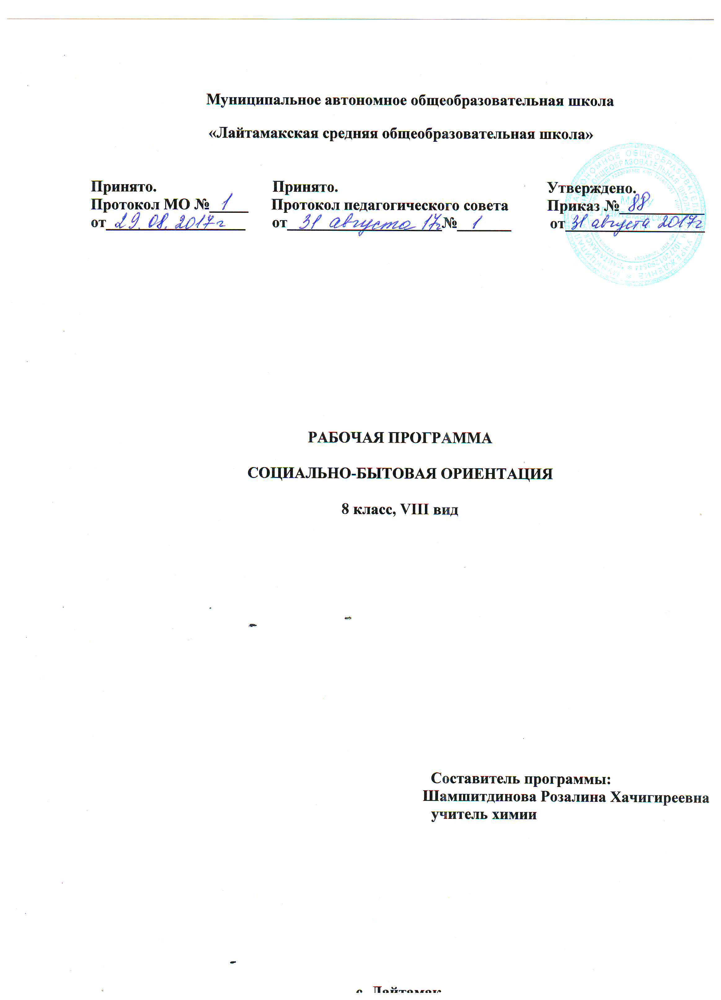 Муниципальное автономное общеобразовательная школа
«Лайтамакская средняя общеобразовательная школа»
Принято. Принято. Утверждено.
Протокол МО № 1 Протокол педагогического совета Приказ № 88
от 29.08.2017г от 31 августа 17г № 1 от 31 августа 2017г
РАБОЧАЯ ПРОГРАММА
СОЦИАЛЬНО-БЫТОВАЯ ОРИЕНТАЦИЯ
8 класс, VIII вид
Составитель программы:
Шамшитдинова Розалина Хачигиреевна
учитель химии
с. Лайтамак